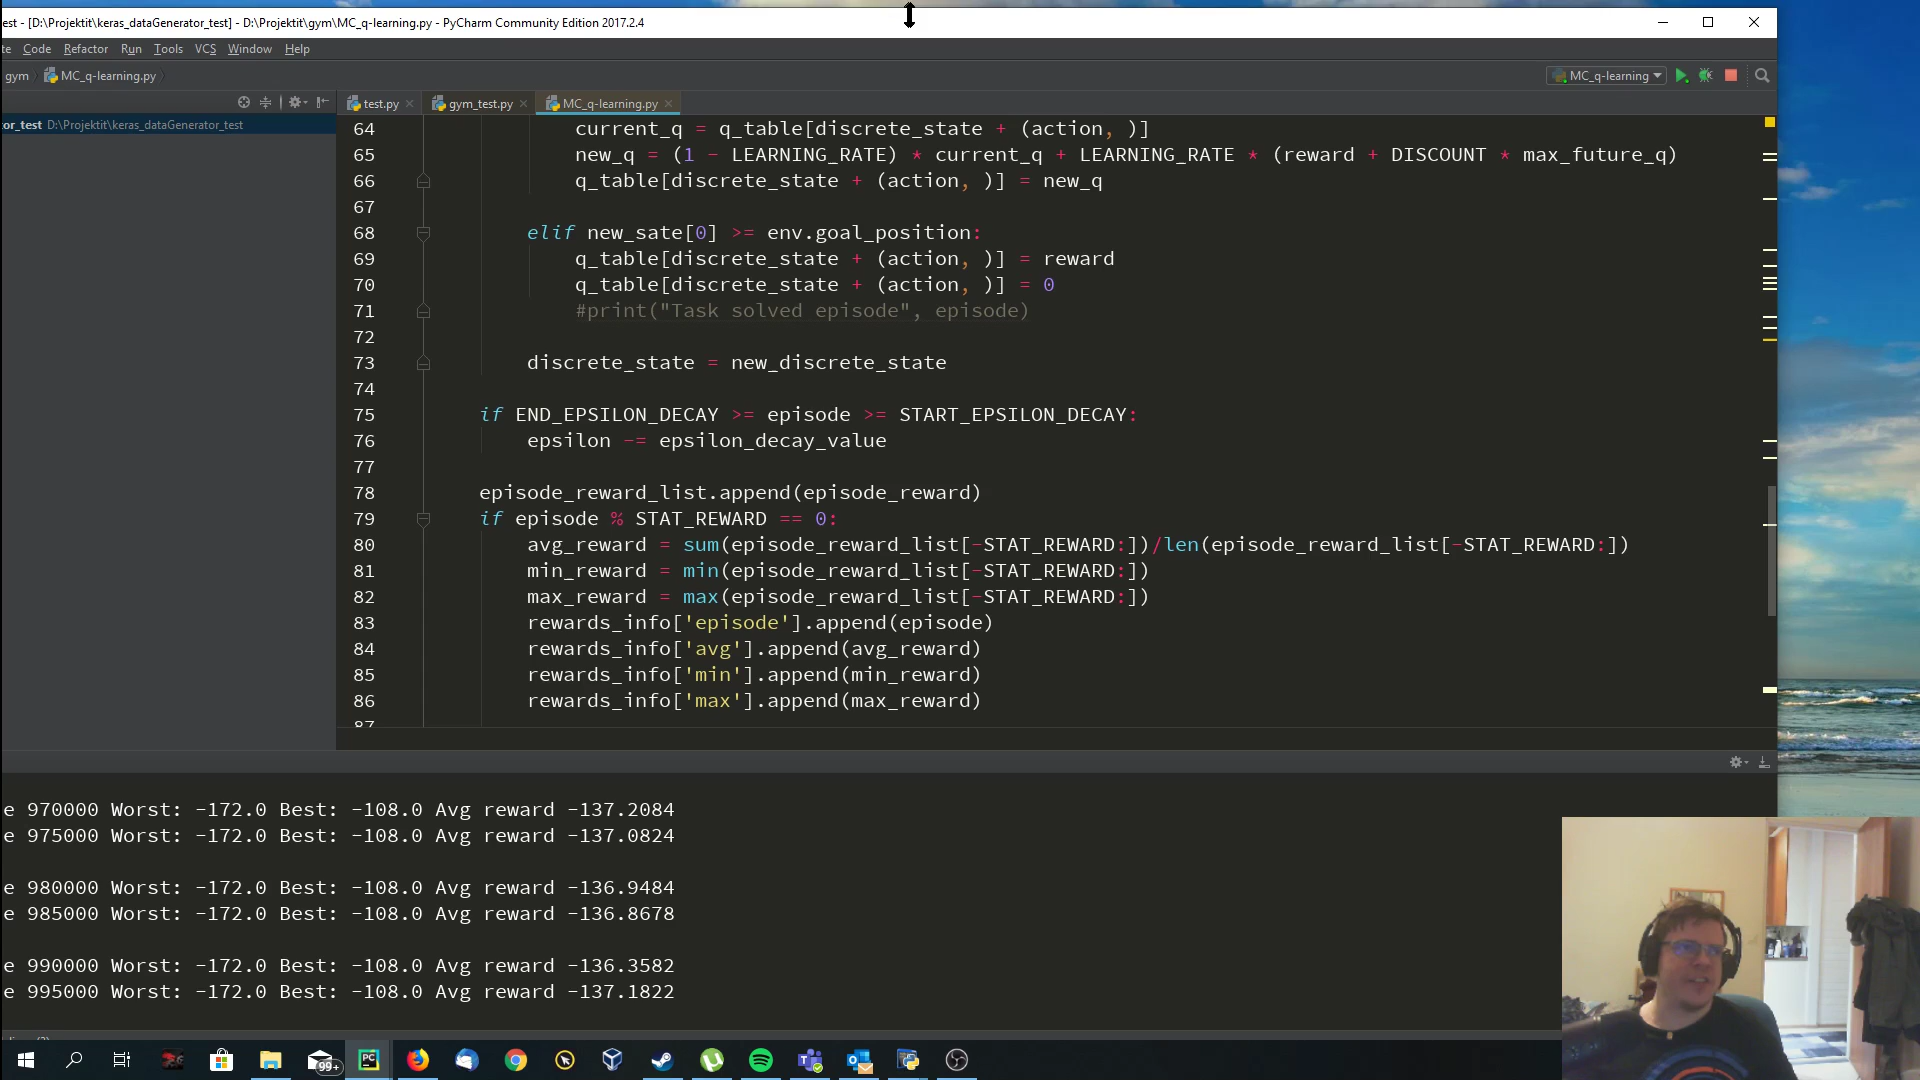 est - [D:\Projektit\keras_dataGenerator_test] - D:\Projektit\gym\MC_q-learning.py - PyCharm Community Edition 2017.2.4
te Code Refactor Run Tools VCS Window Help
gym MC_q-learning.py MC_q-learning
test.py gym_test.py MC_q-learning.py
or_test D:\Projektit\keras_dataGenerator_test
64 current_q = q_table[discrete_state + (action, )]
65 new_q = (1 - LEARNING_RATE) * current_q + LEARNING_RATE * (reward + DISCOUNT * max_future_q)
66 q_table[discrete_state + (action, )] = new_q
67
68 elif new_sate[0] >= env.goal_position:
69 q_table[discrete_state + (action, )] = reward
70 q_table[discrete_state + (action, )] = 0
71 #print("Task solved episode", episode)
72
73 discrete_state = new_discrete_state
74
75 if END_EPSILON_DECAY >= episode >= START_EPSILON_DECAY:
76 epsilon -= epsilon_decay_value
77
78 episode_reward_list.append(episode_reward)
79 if episode % STAT_REWARD == 0:
80 avg_reward = sum(episode_reward_list[-STAT_REWARD:])/len(episode_reward_list[-STAT_REWARD:])
81 min_reward = min(episode_reward_list[-STAT_REWARD:])
82 max_reward = max(episode_reward_list[-STAT_REWARD:])
83 rewards_info['episode'].append(episode)
84 rewards_info['avg'].append(avg_reward)
85 rewards_info['min'].append(min_reward)
86 rewards_info['max'].append(max_reward)
87
e 970000 Worst: -172.0 Best: -108.0 Avg reward -137.2084
e 975000 Worst: -172.0 Best: -108.0 Avg reward -137.0824
e 980000 Worst: -172.0 Best: -108.0 Avg reward -136.9484
e 985000 Worst: -172.0 Best: -108.0 Avg reward -136.8678
e 990000 Worst: -172.0 Best: -108.0 Avg reward -136.3582
e 995000 Worst: -172.0 Best: -108.0 Avg reward -137.1822
99+ PC